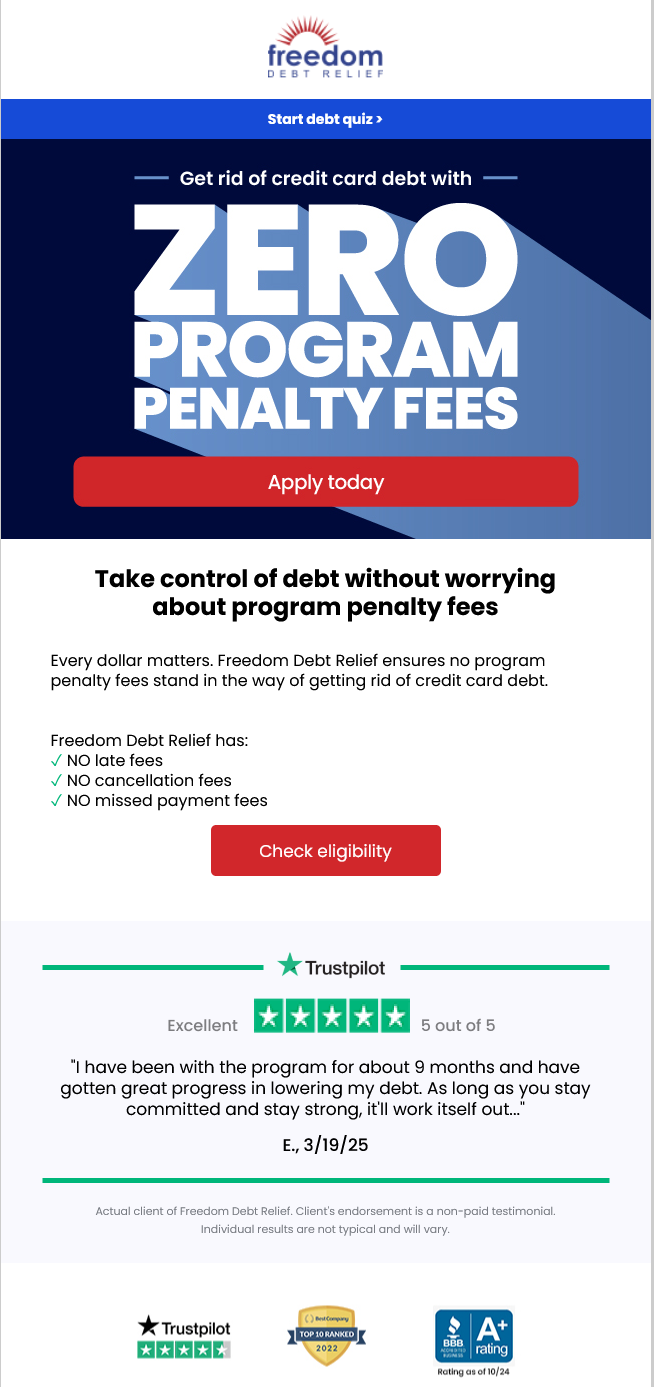 freedom
DEBT RELIEF
Start debt quiz >
Get rid of credit card debt with
ZERO
PROGRAM
PENALTY FEES
Apply today
Take control of debt without worrying
about program penalty fees
Every dollar matters. Freedom Debt Relief ensures no program
penalty fees stand in the way of getting rid of credit card debt.
Freedom Debt Relief has:
✓ NO late fees
✓ NO cancellation fees
✓ NO missed payment fees
Check eligibility
Trustpilot
Excellent 5 out of 5
"I have been with the program for about 9 months and have
gotten great progress in lowering my debt. As long as you stay
committed and stay strong, it'll work itself out..."
E., 3/19/25
Actual client of Freedom Debt Relief. Client's endorsement is a non-paid testimonial.
Individual results are not typical and will vary.
Trustpilot
BestCompany
TOP 10 RANKED
2022
BBB
ACCREDITED
BUSINESS
A+
rating
Rating as of 10/24